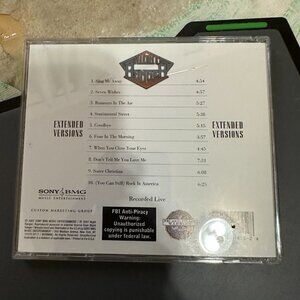 1. Sing Me Away 4:54
2. Seven Wishes 4:57
3. Rumours In The Air 5:27
4. Sentimental Street 5:38
5. Goodbye 5:15
6. Four In The Morning 5:57
7. When You Close Your Eyes 4:45
8. Don't Tell Me You Love Me 7:31
9. Sister Christian 6:08
10. (You Can Still) Rock In America 6:25
EXTENDED
VERSIONS
EXTENDED
VERSIONS
Recorded Live
SONY BMG
MUSIC ENTERTAINMENT
CUSTOM MARKETING GROUP
FBI Anti-Piracy
Warning:
Unauthorized
copying is punishable
under federal law.